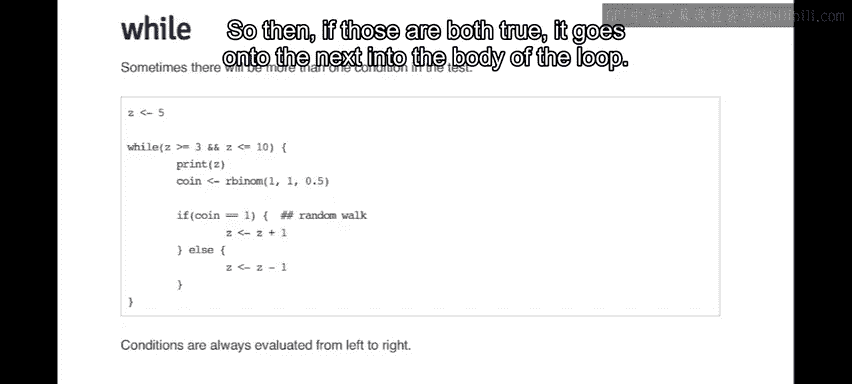 while
So then, if those are both true, it goes
onto the next into the body of the loop.
Sometimes there will be more than one condition in the test.
z <- 5
while(z >= 3 && z <= 10) {
print(z)
coin <- rbinom(1, 1, 0.5)
if(coin == 1) { ## random walk
z <- z + 1
} else {
z <- z - 1
}
}
Conditions are always evaluated from left to right.